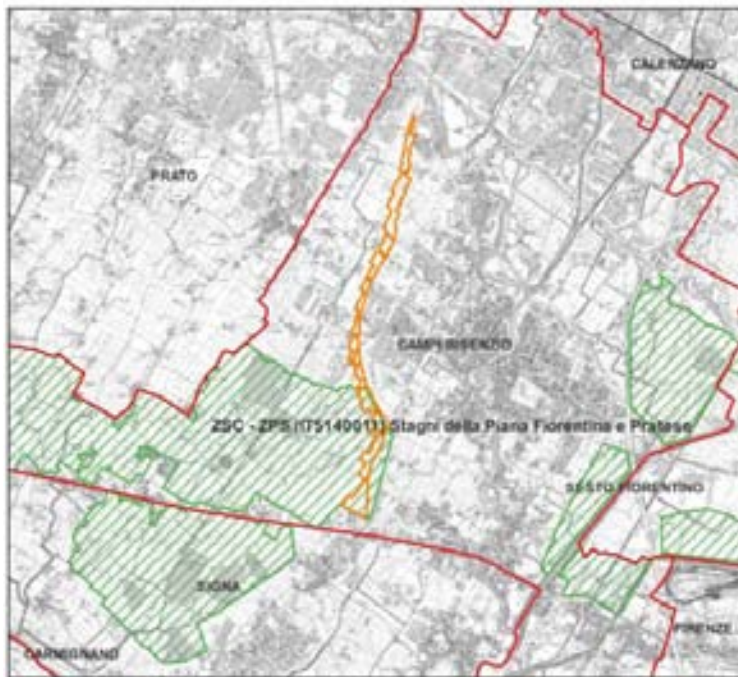 CALENZANO
PRATO
CAMPI BISENZIO
ZSC - ZPS (IT5140011) Stagni della Piana Fiorentina e Pratese
SESTO FIORENTINO
SIGNA
FIRENZE
CARMIGNANO